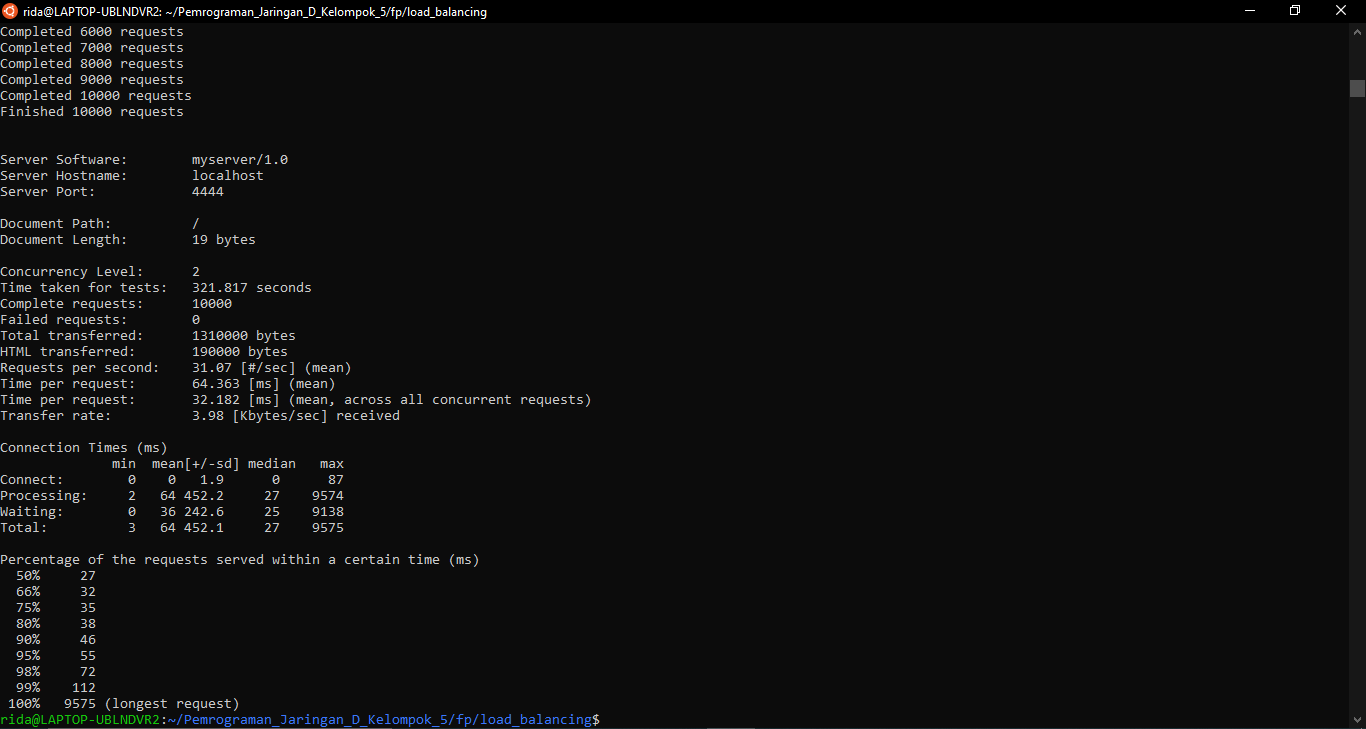 rida@LAPTOP-UBLNDVR2: ~/Pemrograman_Jaringan_D_Kelompok_5/fp/load_balancing
Completed 6000 requests
Completed 7000 requests
Completed 8000 requests
Completed 9000 requests
Completed 10000 requests
Finished 10000 requests
Server Software:        myserver/1.0
Server Hostname:        localhost
Server Port:            4444
Document Path:          /
Document Length:        19 bytes
Concurrency Level:      2
Time taken for tests:   321.817 seconds
Complete requests:      10000
Failed requests:        0
Total transferred:      1310000 bytes
HTML transferred:       190000 bytes
Requests per second:    31.07 [#/sec] (mean)
Time per request:       64.363 [ms] (mean)
Time per request:       32.182 [ms] (mean, across all concurrent requests)
Transfer rate:          3.98 [Kbytes/sec] received
Connection Times (ms)
              min  mean[+/-sd] median   max
Connect:        0    0   1.9      0      87
Processing:     2   64 452.2     27    9574
Waiting:        0   36 242.6     25    9138
Total:          3   64 452.1     27    9575
Percentage of the requests served within a certain time (ms)
  50%     27
  66%     32
  75%     35
  80%     38
  90%     46
  95%     55
  98%     72
  99%    112
 100%   9575 (longest request)
rida@LAPTOP-UBLNDVR2:~/Pemrograman_Jaringan_D_Kelompok_5/fp/load_balancing$